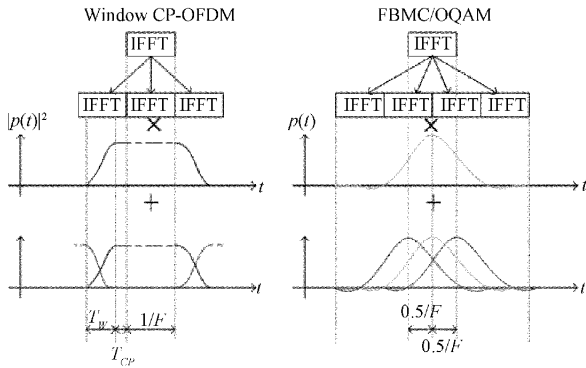 Window CP-OFDM
FBMC/OQAM
IFFT
IFFT
IFFT IFFT IFFT
IFFT IFFT IFFT IFFT
|p(t)|²
×
t
p(t)
×
t
+
+
t
t
T_W
1/F
T_CP
0.5/F
0.5/F